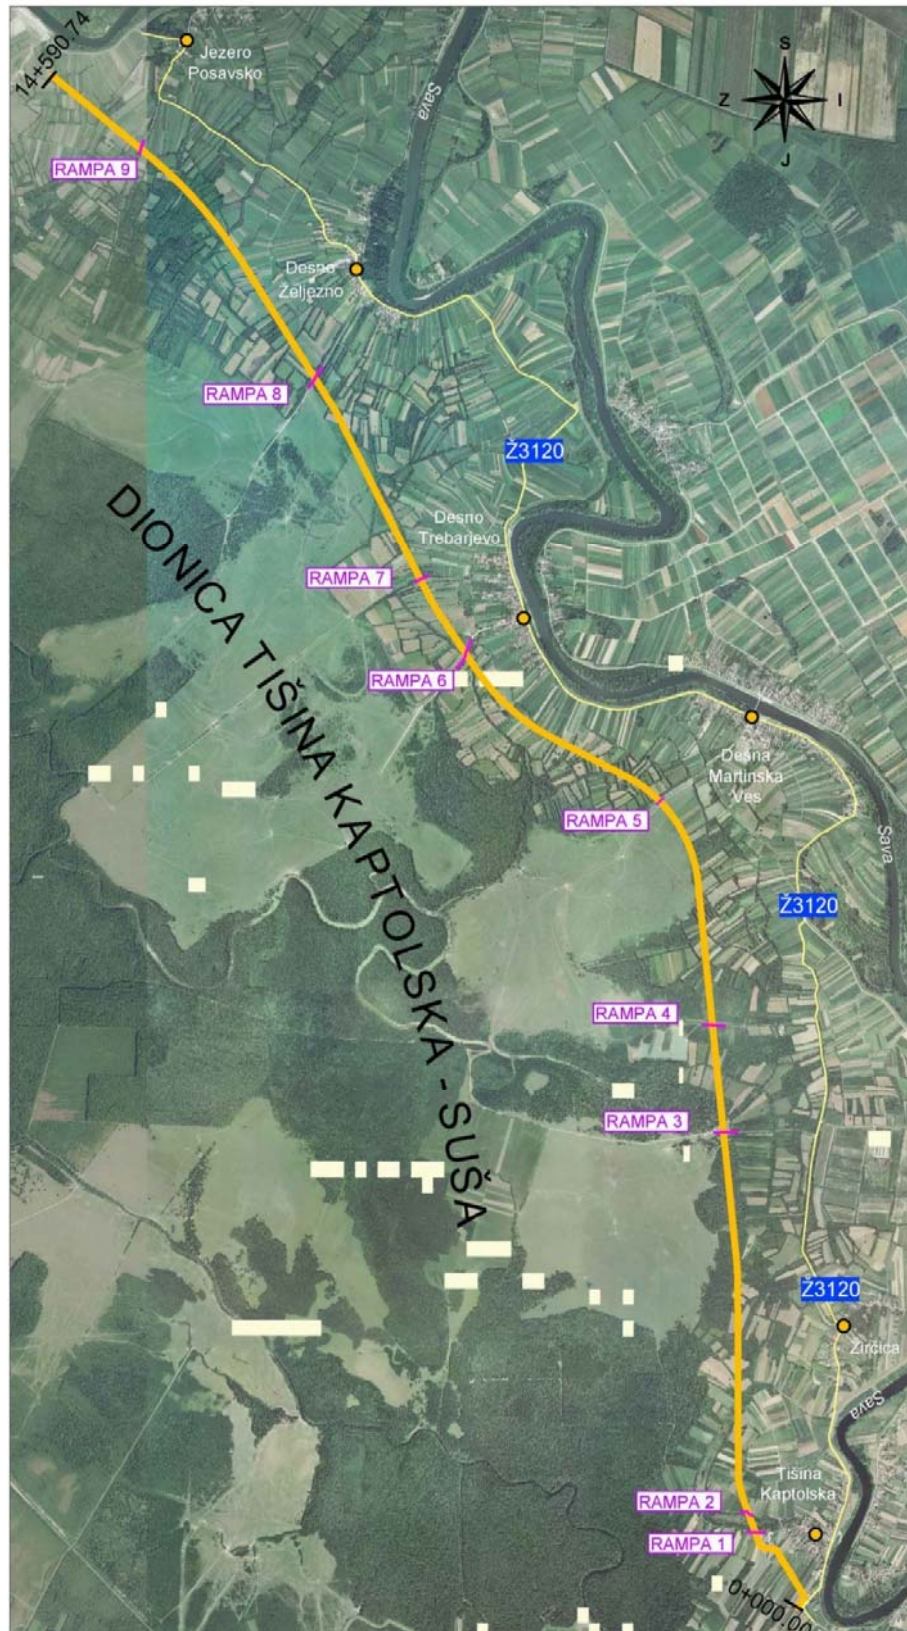 14+590.74
Jezero
Posavsko
Sava
S
Z
I
J
RAMPA 9
Desno
Željezno
RAMPA 8
Ž3120
DIONICA TIŠINA KAPTOLSKA - SUŠA
Desno
Trebarjevo
RAMPA 7
RAMPA 6
Desna
Martinska
Ves
RAMPA 5
Sava
Ž3120
RAMPA 4
RAMPA 3
Ž3120
Žirčica
Sava
Tišina
Kaptolska
RAMPA 2
RAMPA 1
0+000.00